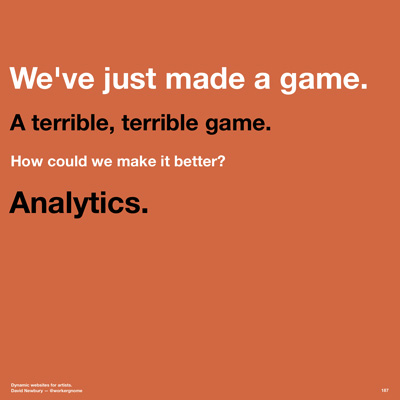 We've just made a game.
A terrible, terrible game.
How could we make it better?
Analytics.
Dynamic websites for artists.
David Newbury — @workergnome
107